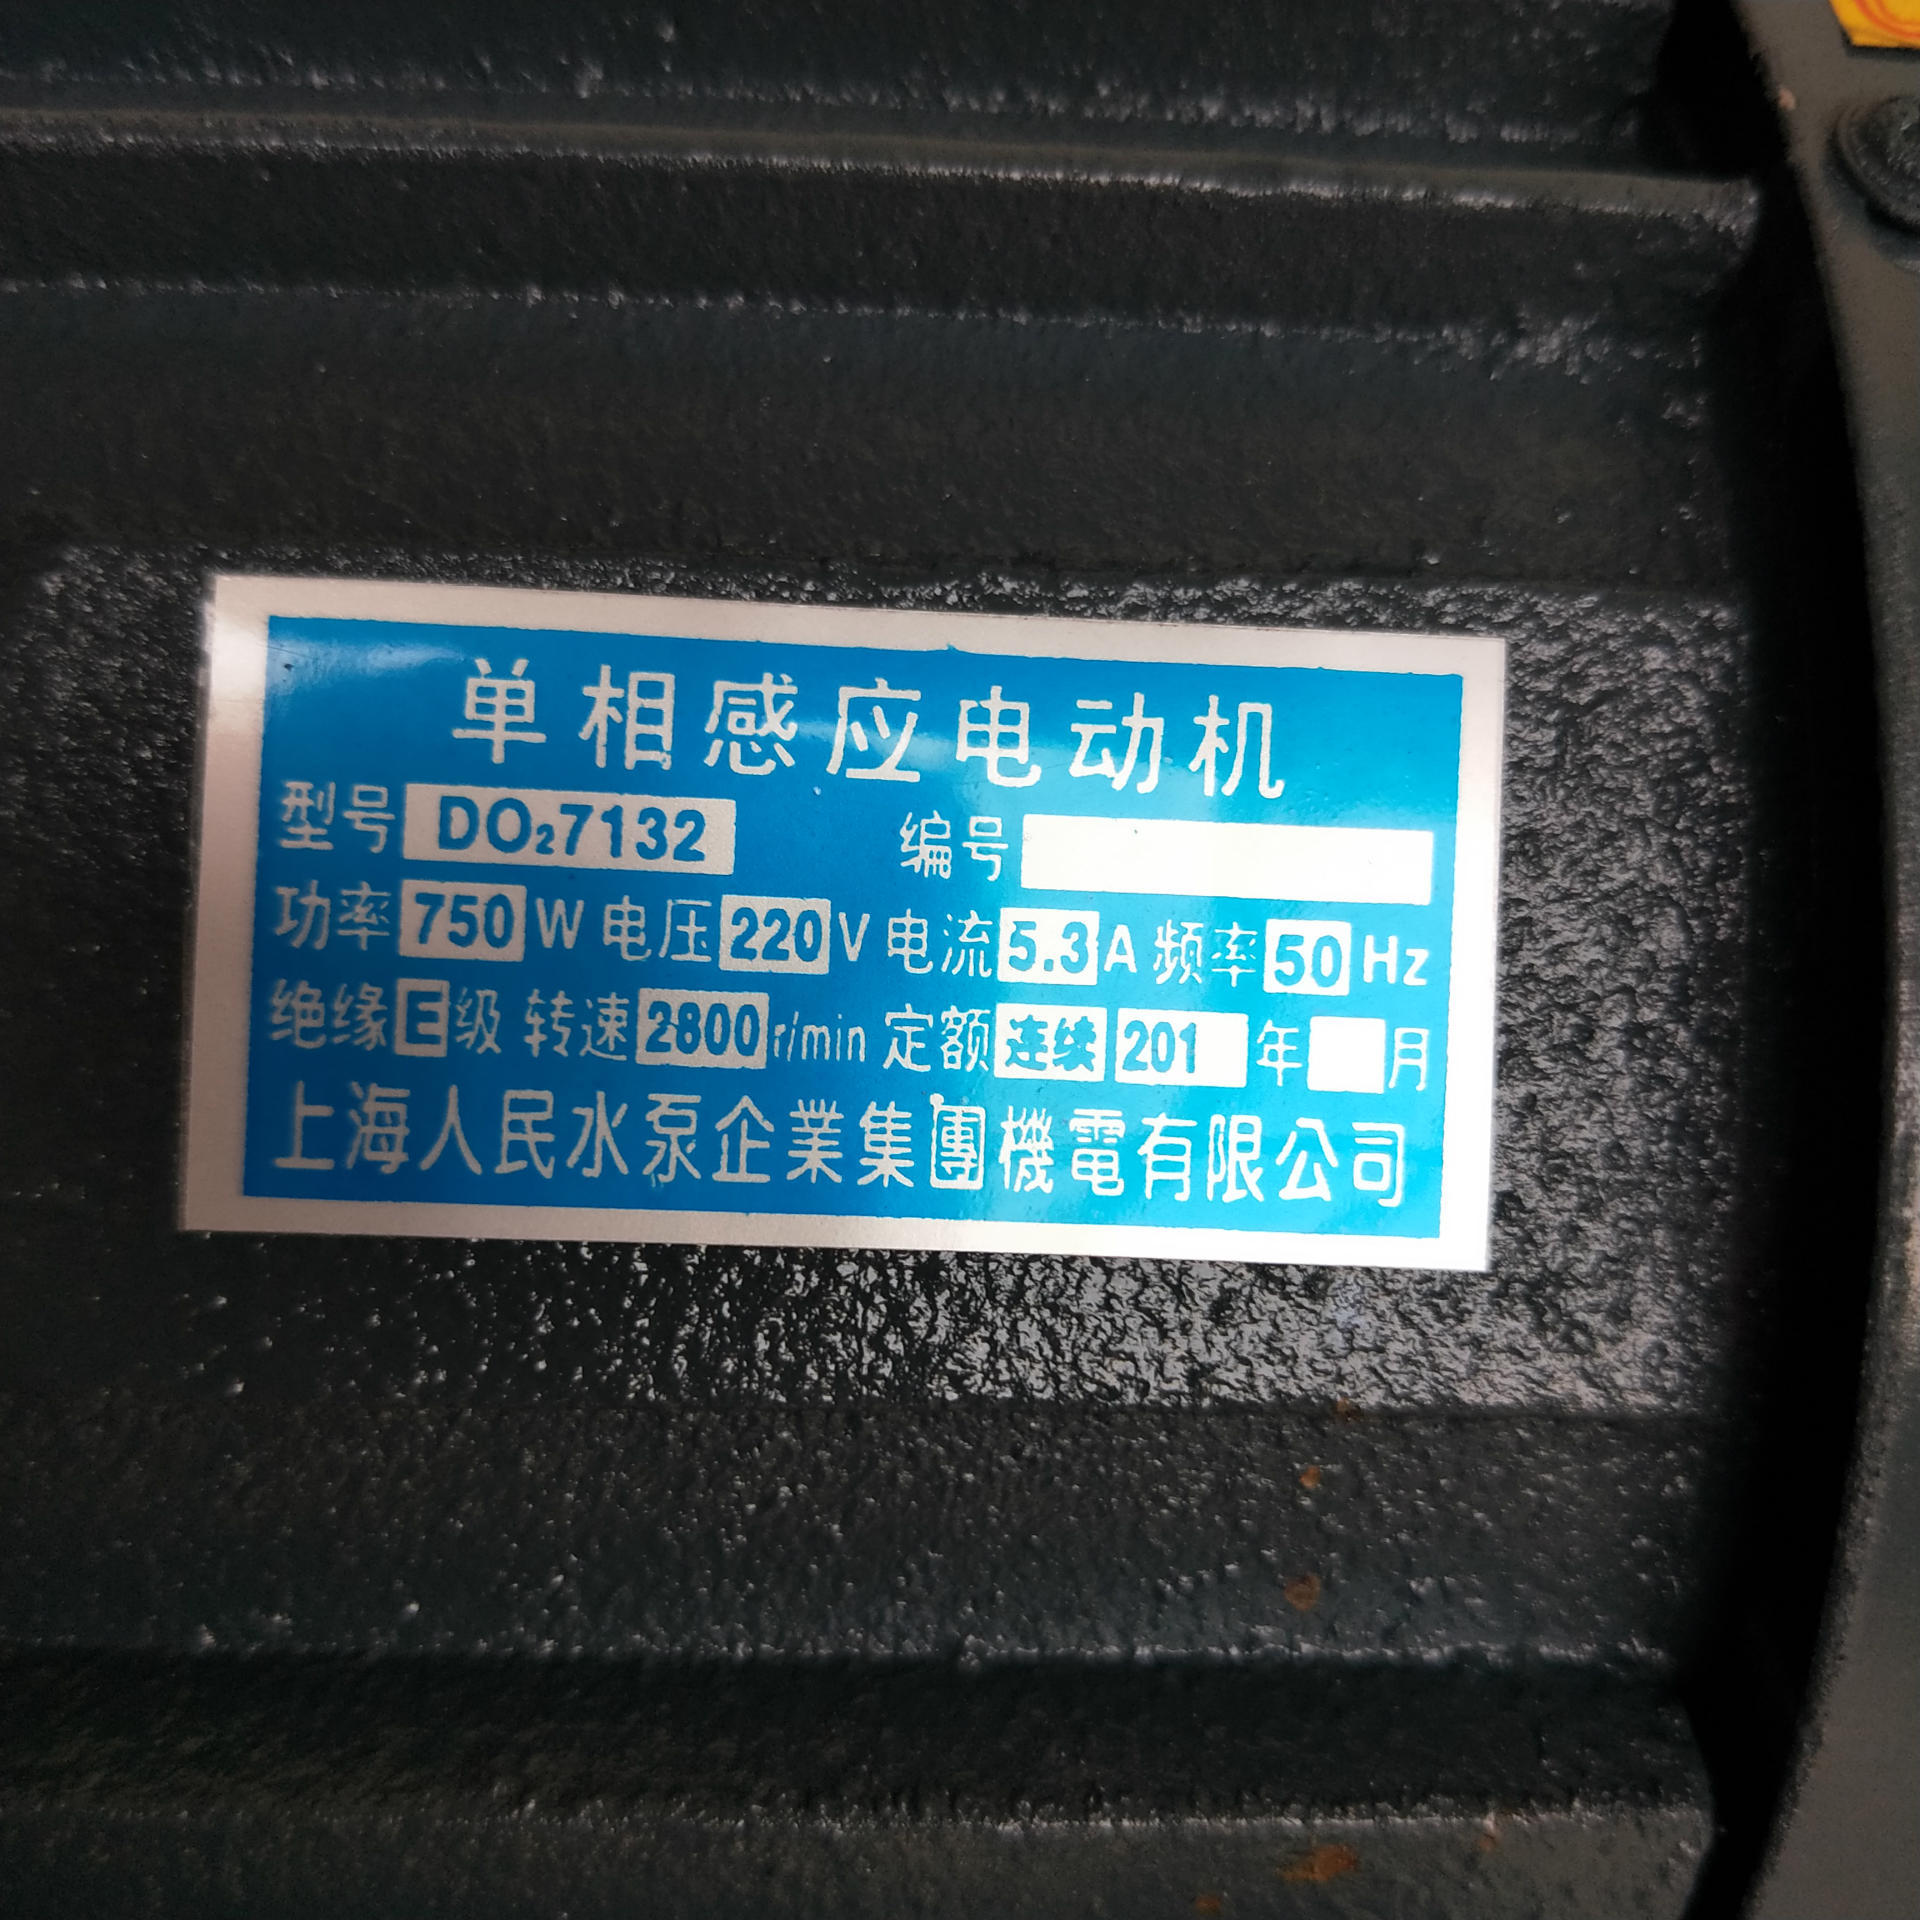 单相感应电动机
型号 DO₂7132 编号
功率 750 W 电压 220 V 电流 5.3 A 频率 50 Hz
绝缘 E 级 转速 2800 r/min 定额 连续 201 年 月
上海人民水泵企業集團機電有限公司